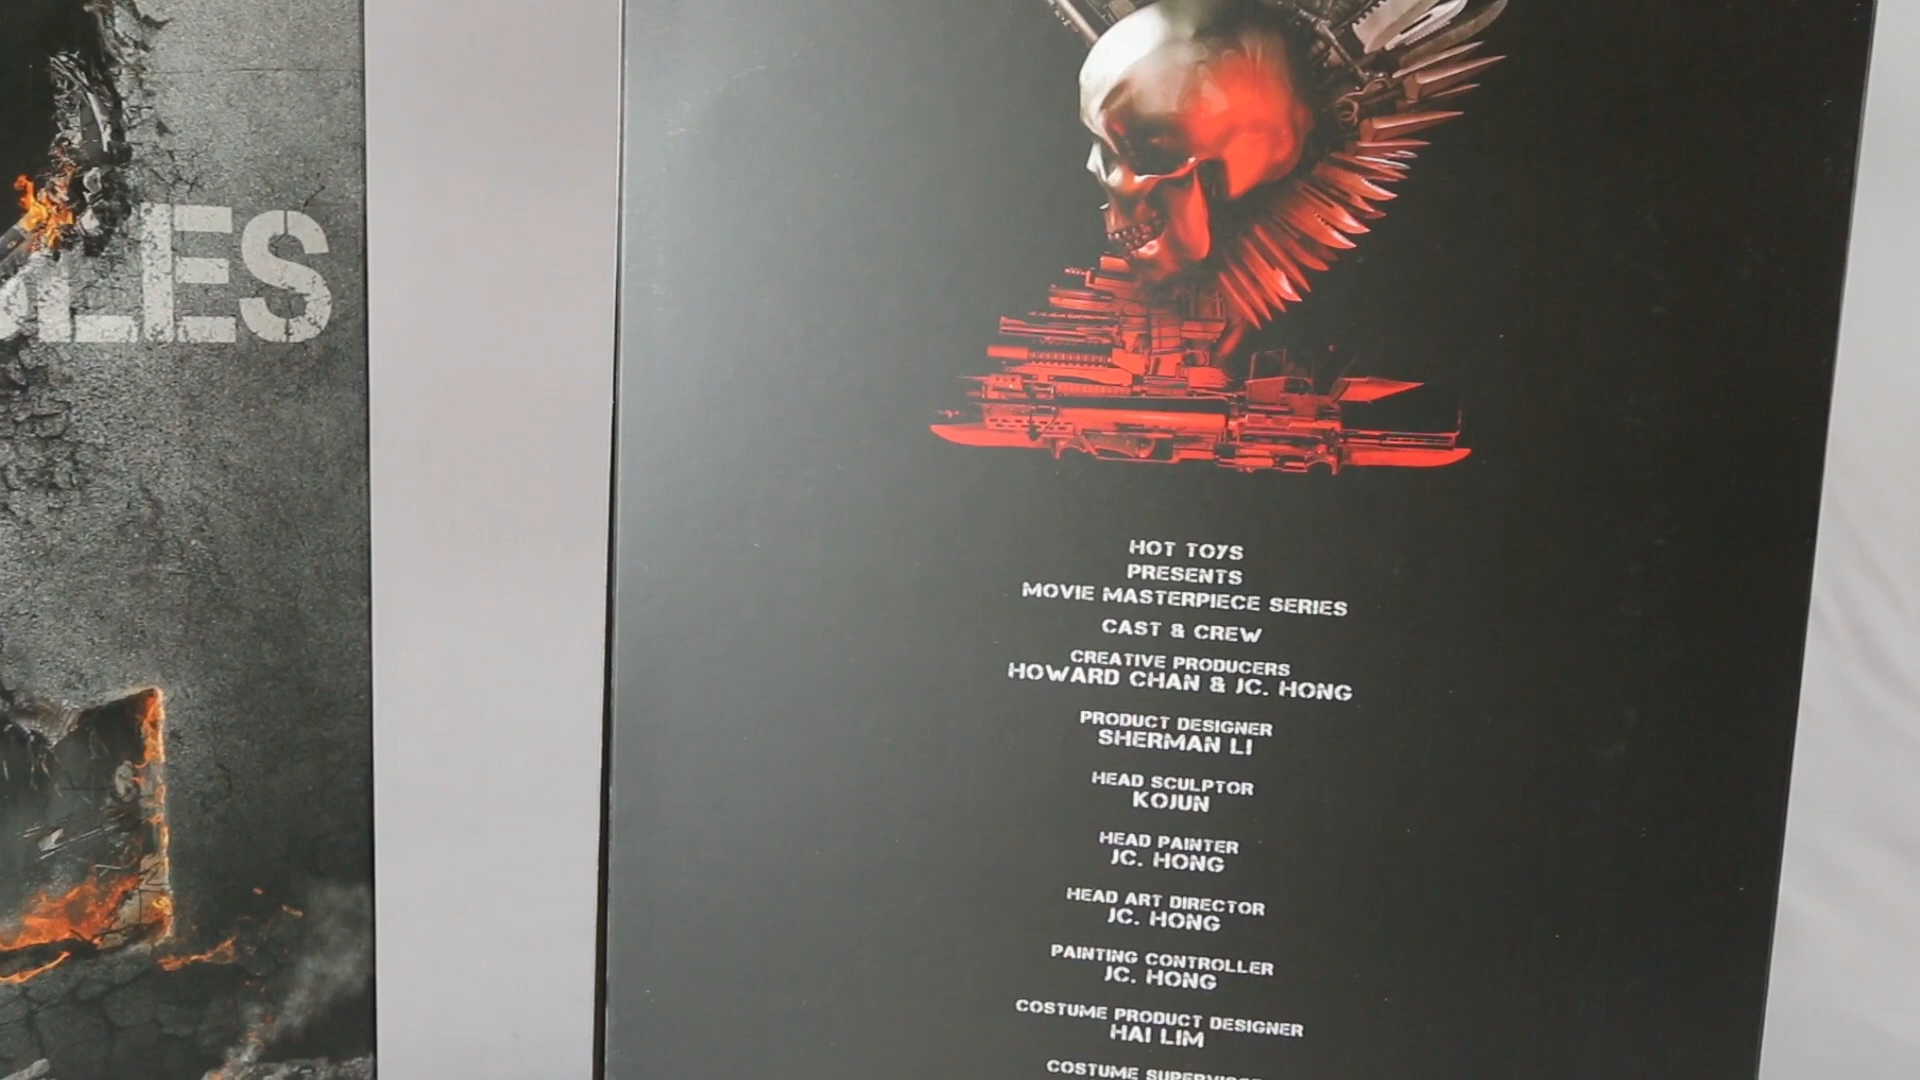 LES
HOT TOYS
PRESENTS
MOVIE MASTERPIECE SERIES
CAST & CREW
CREATIVE PRODUCERS
HOWARD CHAN & JC. HONG
PRODUCT DESIGNER
SHERMAN LI
HEAD SCULPTOR
KOJUN
HEAD PAINTER
JC. HONG
HEAD ART DIRECTOR
JC. HONG
PAINTING CONTROLLER
JC. HONG
COSTUME PRODUCT DESIGNER
HAI LIM
COSTUME